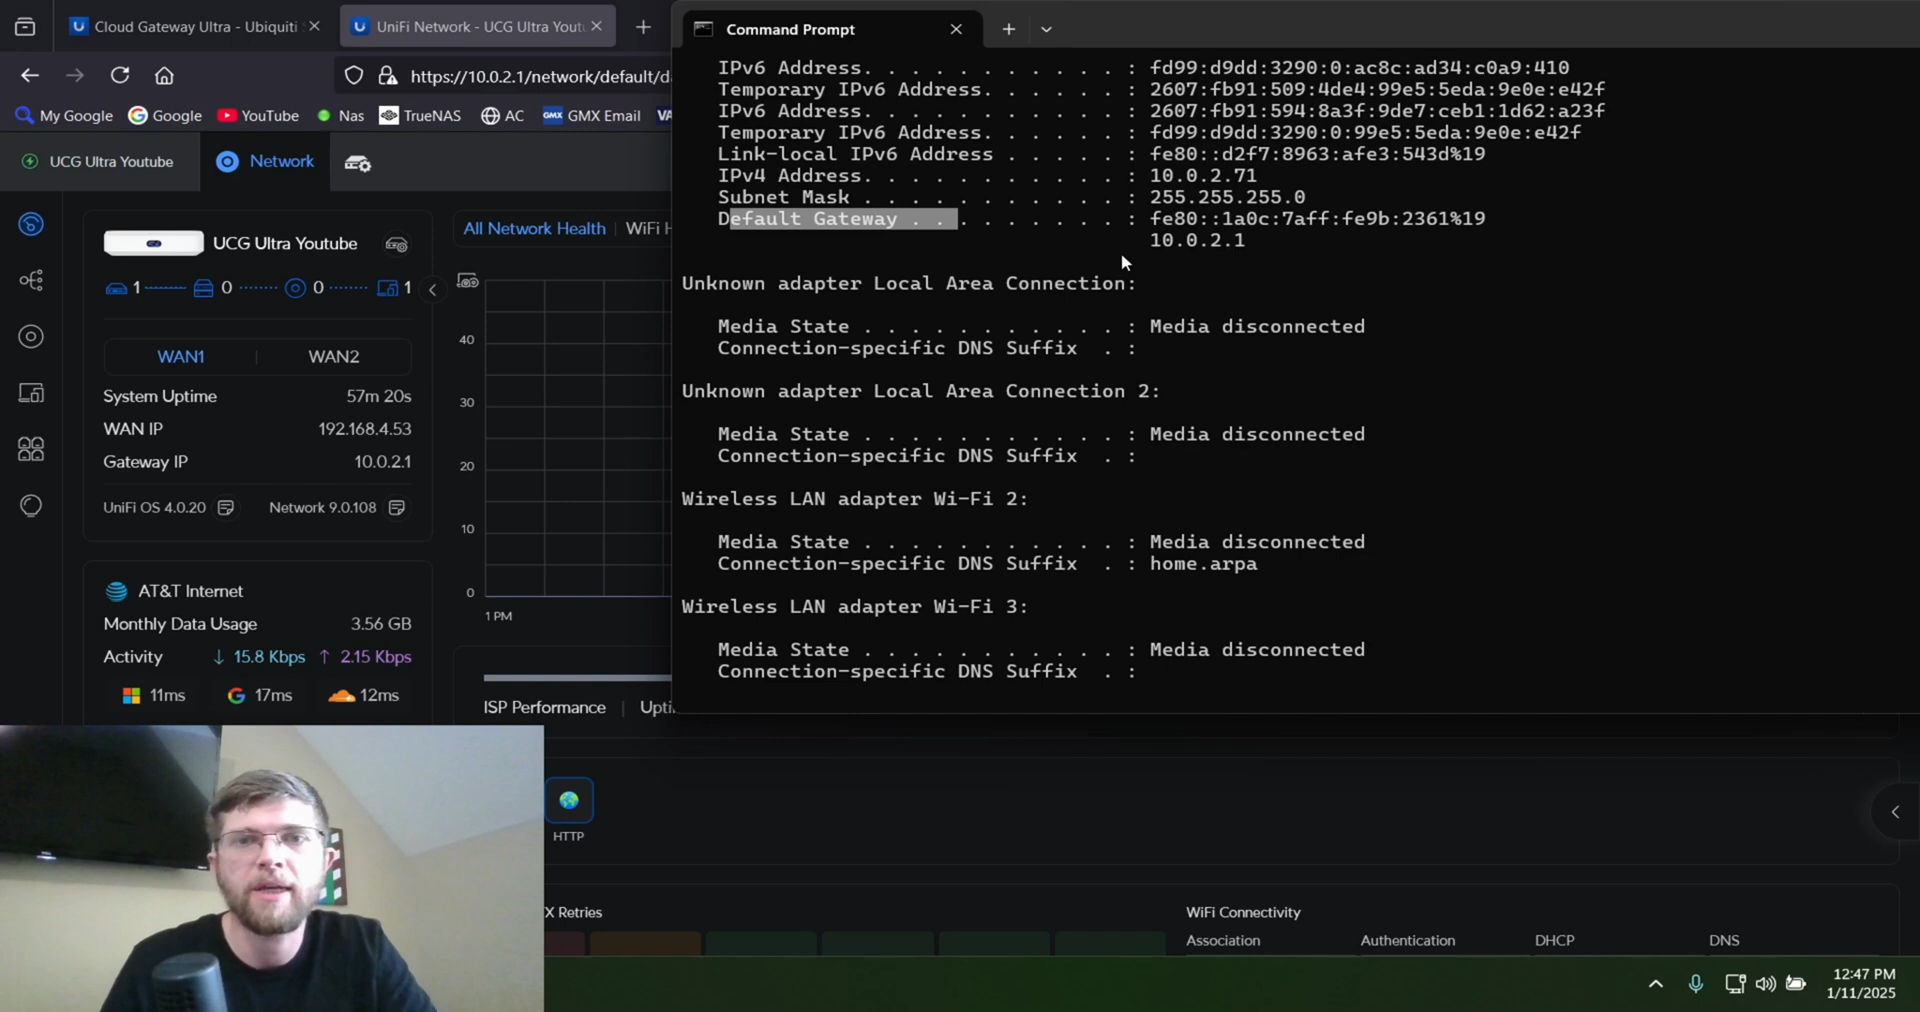 Cloud Gateway Ultra - Ubiquiti
UniFi Network - UCG Ultra Yout
Command Prompt
https://10.0.2.1/network/default/d
My Google
Google
YouTube
Nas
TrueNAS
AC
GMX
GMX Email
VA
UCG Ultra Youtube
Network
UCG Ultra Youtube
1
0
0
1
WAN1
WAN2
System Uptime 57m 20s
WAN IP 192.168.4.53
Gateway IP 10.0.2.1
UniFi OS 4.0.20
Network 9.0.108
AT&T Internet
Monthly Data Usage 3.56 GB
Activity ↓ 15.8 Kbps ↑ 2.15 Kbps
11ms
17ms
12ms
All Network Health | WiFi H
40
30
20
10
0
1 PM
ISP Performance | Upti
IPv6 Address. . . . . . . . . . . : fd99:d9dd:3290:0:ac8c:ad34:c0a9:410
Temporary IPv6 Address. . . . . . : 2607:fb91:509:4de4:99e5:5eda:9e0e:e42f
IPv6 Address. . . . . . . . . . . : 2607:fb91:594:8a3f:9de7:ceb1:1d62:a23f
Temporary IPv6 Address. . . . . . : fd99:d9dd:3290:0:99e5:5eda:9e0e:e42f
Link-local IPv6 Address . . . . . : fe80::d2f7:8963:afe3:543d%19
IPv4 Address. . . . . . . . . . . : 10.0.2.71
Subnet Mask . . . . . . . . . . . : 255.255.255.0
Default Gateway . . . . . . . . . : fe80::1a0c:7aff:fe9b:2361%19
10.0.2.1
Unknown adapter Local Area Connection:
Media State . . . . . . . . . . . : Media disconnected
Connection-specific DNS Suffix . :
Unknown adapter Local Area Connection 2:
Media State . . . . . . . . . . . : Media disconnected
Connection-specific DNS Suffix . :
Wireless LAN adapter Wi-Fi 2:
Media State . . . . . . . . . . . : Media disconnected
Connection-specific DNS Suffix . : home.arpa
Wireless LAN adapter Wi-Fi 3:
Media State . . . . . . . . . . . : Media disconnected
Connection-specific DNS Suffix . :
HTTP
X Retries
WiFi Connectivity
Association
Authentication
DHCP
DNS
12:47 PM
1/11/2025